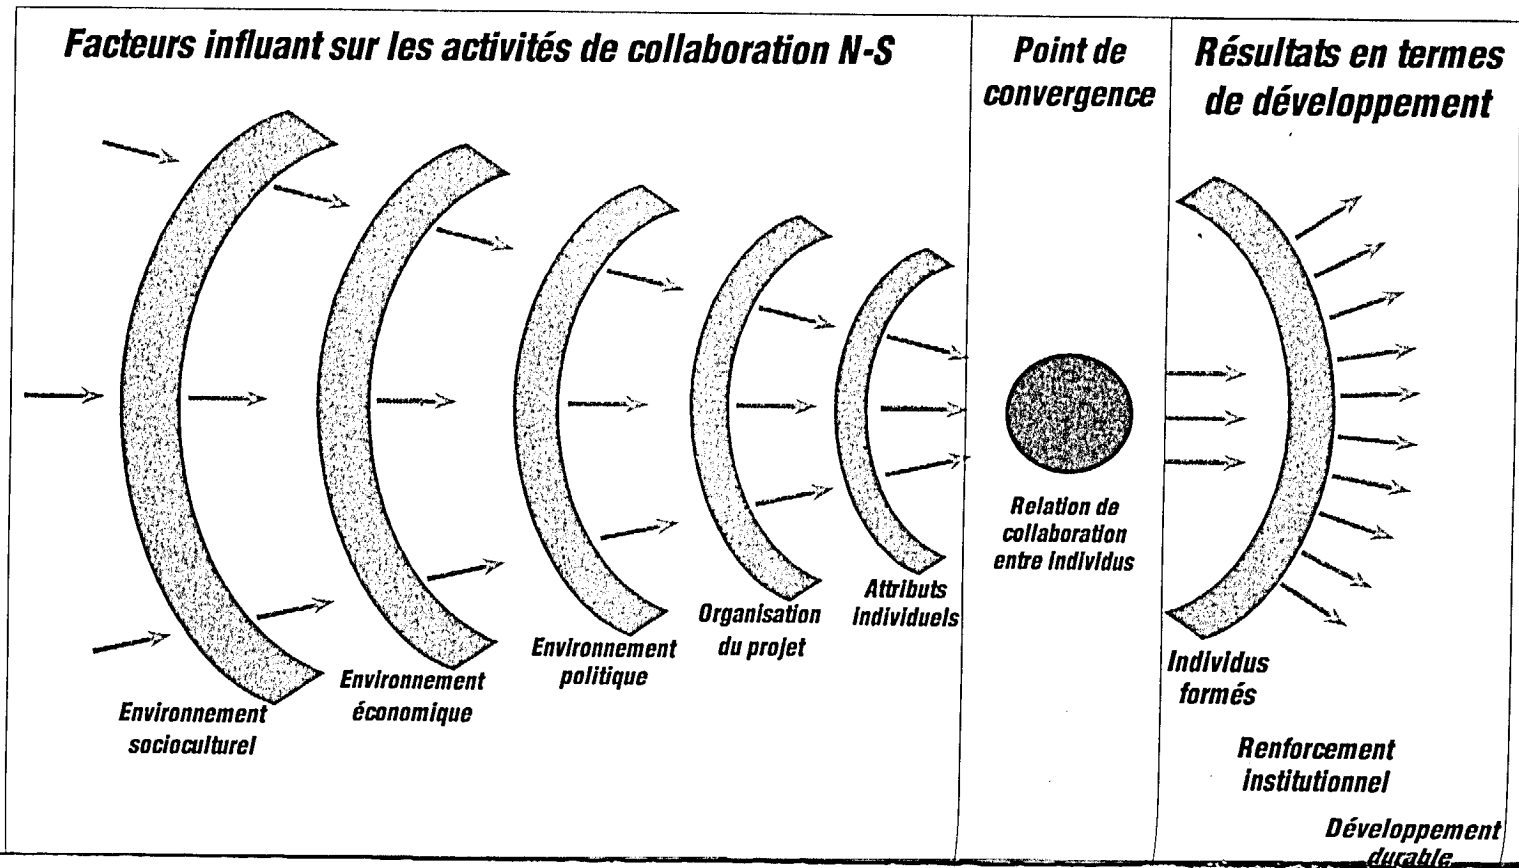 Facteurs influant sur les activités de collaboration N-S
Point de
convergence
Résultats en termes
de développement
Environnement
socioculturel
Environnement
économique
Environnement
politique
Organisation
du projet
Attributs
individuels
Relation de
collaboration
entre individus
Individus
formés
Renforcement
institutionnel
Développement
durable